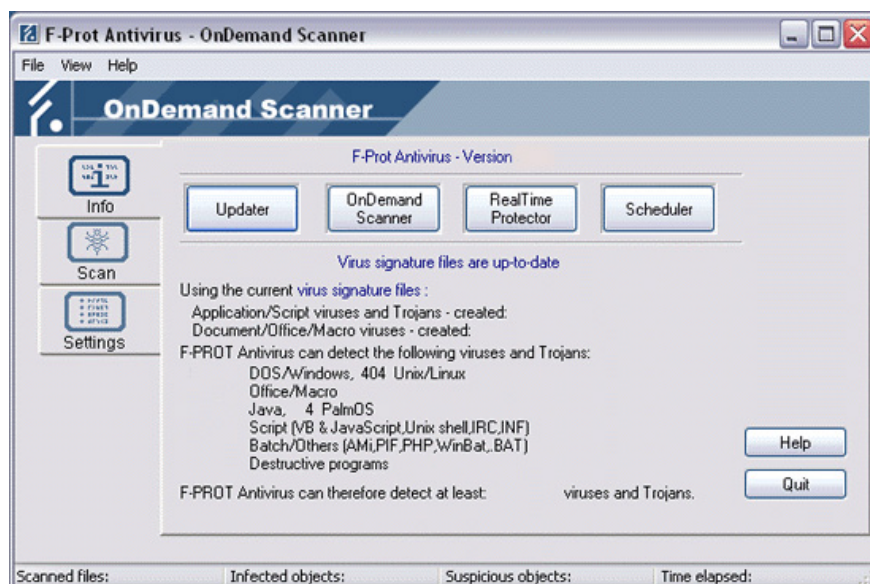 F-Prot Antivirus - OnDemand Scanner
File View Help
OnDemand Scanner
Info
Scan
Settings
F-Prot Antivirus - Version
Updater
OnDemand
Scanner
RealTime
Protector
Scheduler
Virus signature files are up-to-date
Using the current virus signature files :
Application/Script viruses and Trojans - created:
Document/Office/Macro viruses - created:
F-PROT Antivirus can detect the following viruses and Trojans:
DOS/Windows, 404 Unix/Linux
Office/Macro
Java, 4 PalmOS
Script (VB & JavaScript,Unix shell,IRC,INF)
Batch/Others (AMi,PIF,PHP,WinBat,.BAT)
Destructive programs
F-PROT Antivirus can therefore detect at least: viruses and Trojans.
Help
Quit
Scanned files: Infected objects: Suspicious objects: Time elapsed: